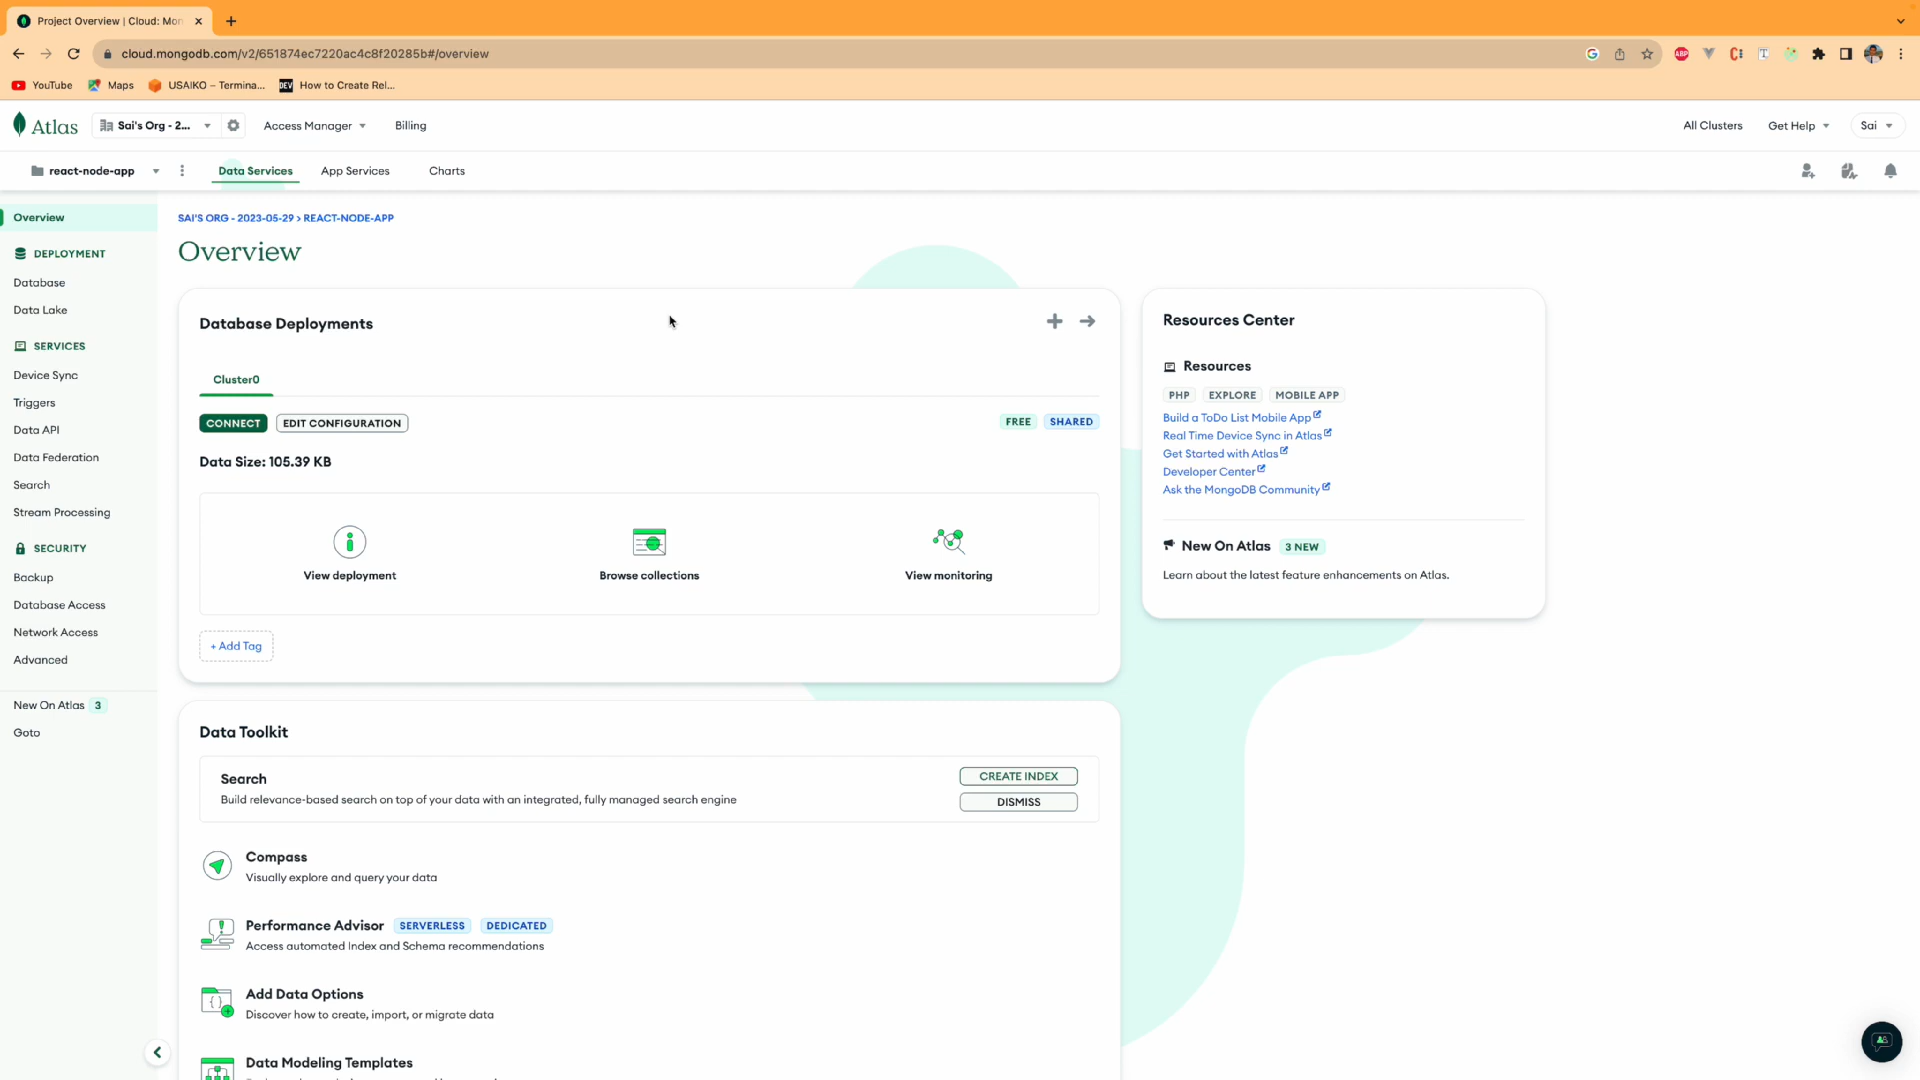 Project Overview | Cloud: Mon
cloud.mongodb.com/v2/651874ec7220ac4c8f20285b#/overview
ABP
YouTube
Maps
USAIKO – Termina...
DEV
How to Create Rel...
Atlas
Sai's Org - 2...
Access Manager
Billing
All Clusters
Get Help
Sai
react-node-app
Data Services
App Services
Charts
Overview
DEPLOYMENT
Database
Data Lake
SERVICES
Device Sync
Triggers
Data API
Data Federation
Search
Stream Processing
SECURITY
Backup
Database Access
Network Access
Advanced
New On Atlas 3
Goto
SAI'S ORG - 2023-05-29 > REACT-NODE-APP
Overview
Database Deployments
Cluster0
CONNECT
EDIT CONFIGURATION
FREE
SHARED
Data Size: 105.39 KB
View deployment
Browse collections
View monitoring
+ Add Tag
Data Toolkit
Search
Build relevance-based search on top of your data with an integrated, fully managed search engine
CREATE INDEX
DISMISS
Compass
Visually explore and query your data
Performance Advisor SERVERLESS DEDICATED
Access automated Index and Schema recommendations
Add Data Options
Discover how to create, import, or migrate data
Data Modeling Templates
Resources Center
Resources
PHP EXPLORE MOBILE APP
Build a ToDo List Mobile App
Real Time Device Sync in Atlas
Get Started with Atlas
Developer Center
Ask the MongoDB Community
New On Atlas 3 NEW
Learn about the latest feature enhancements on Atlas.